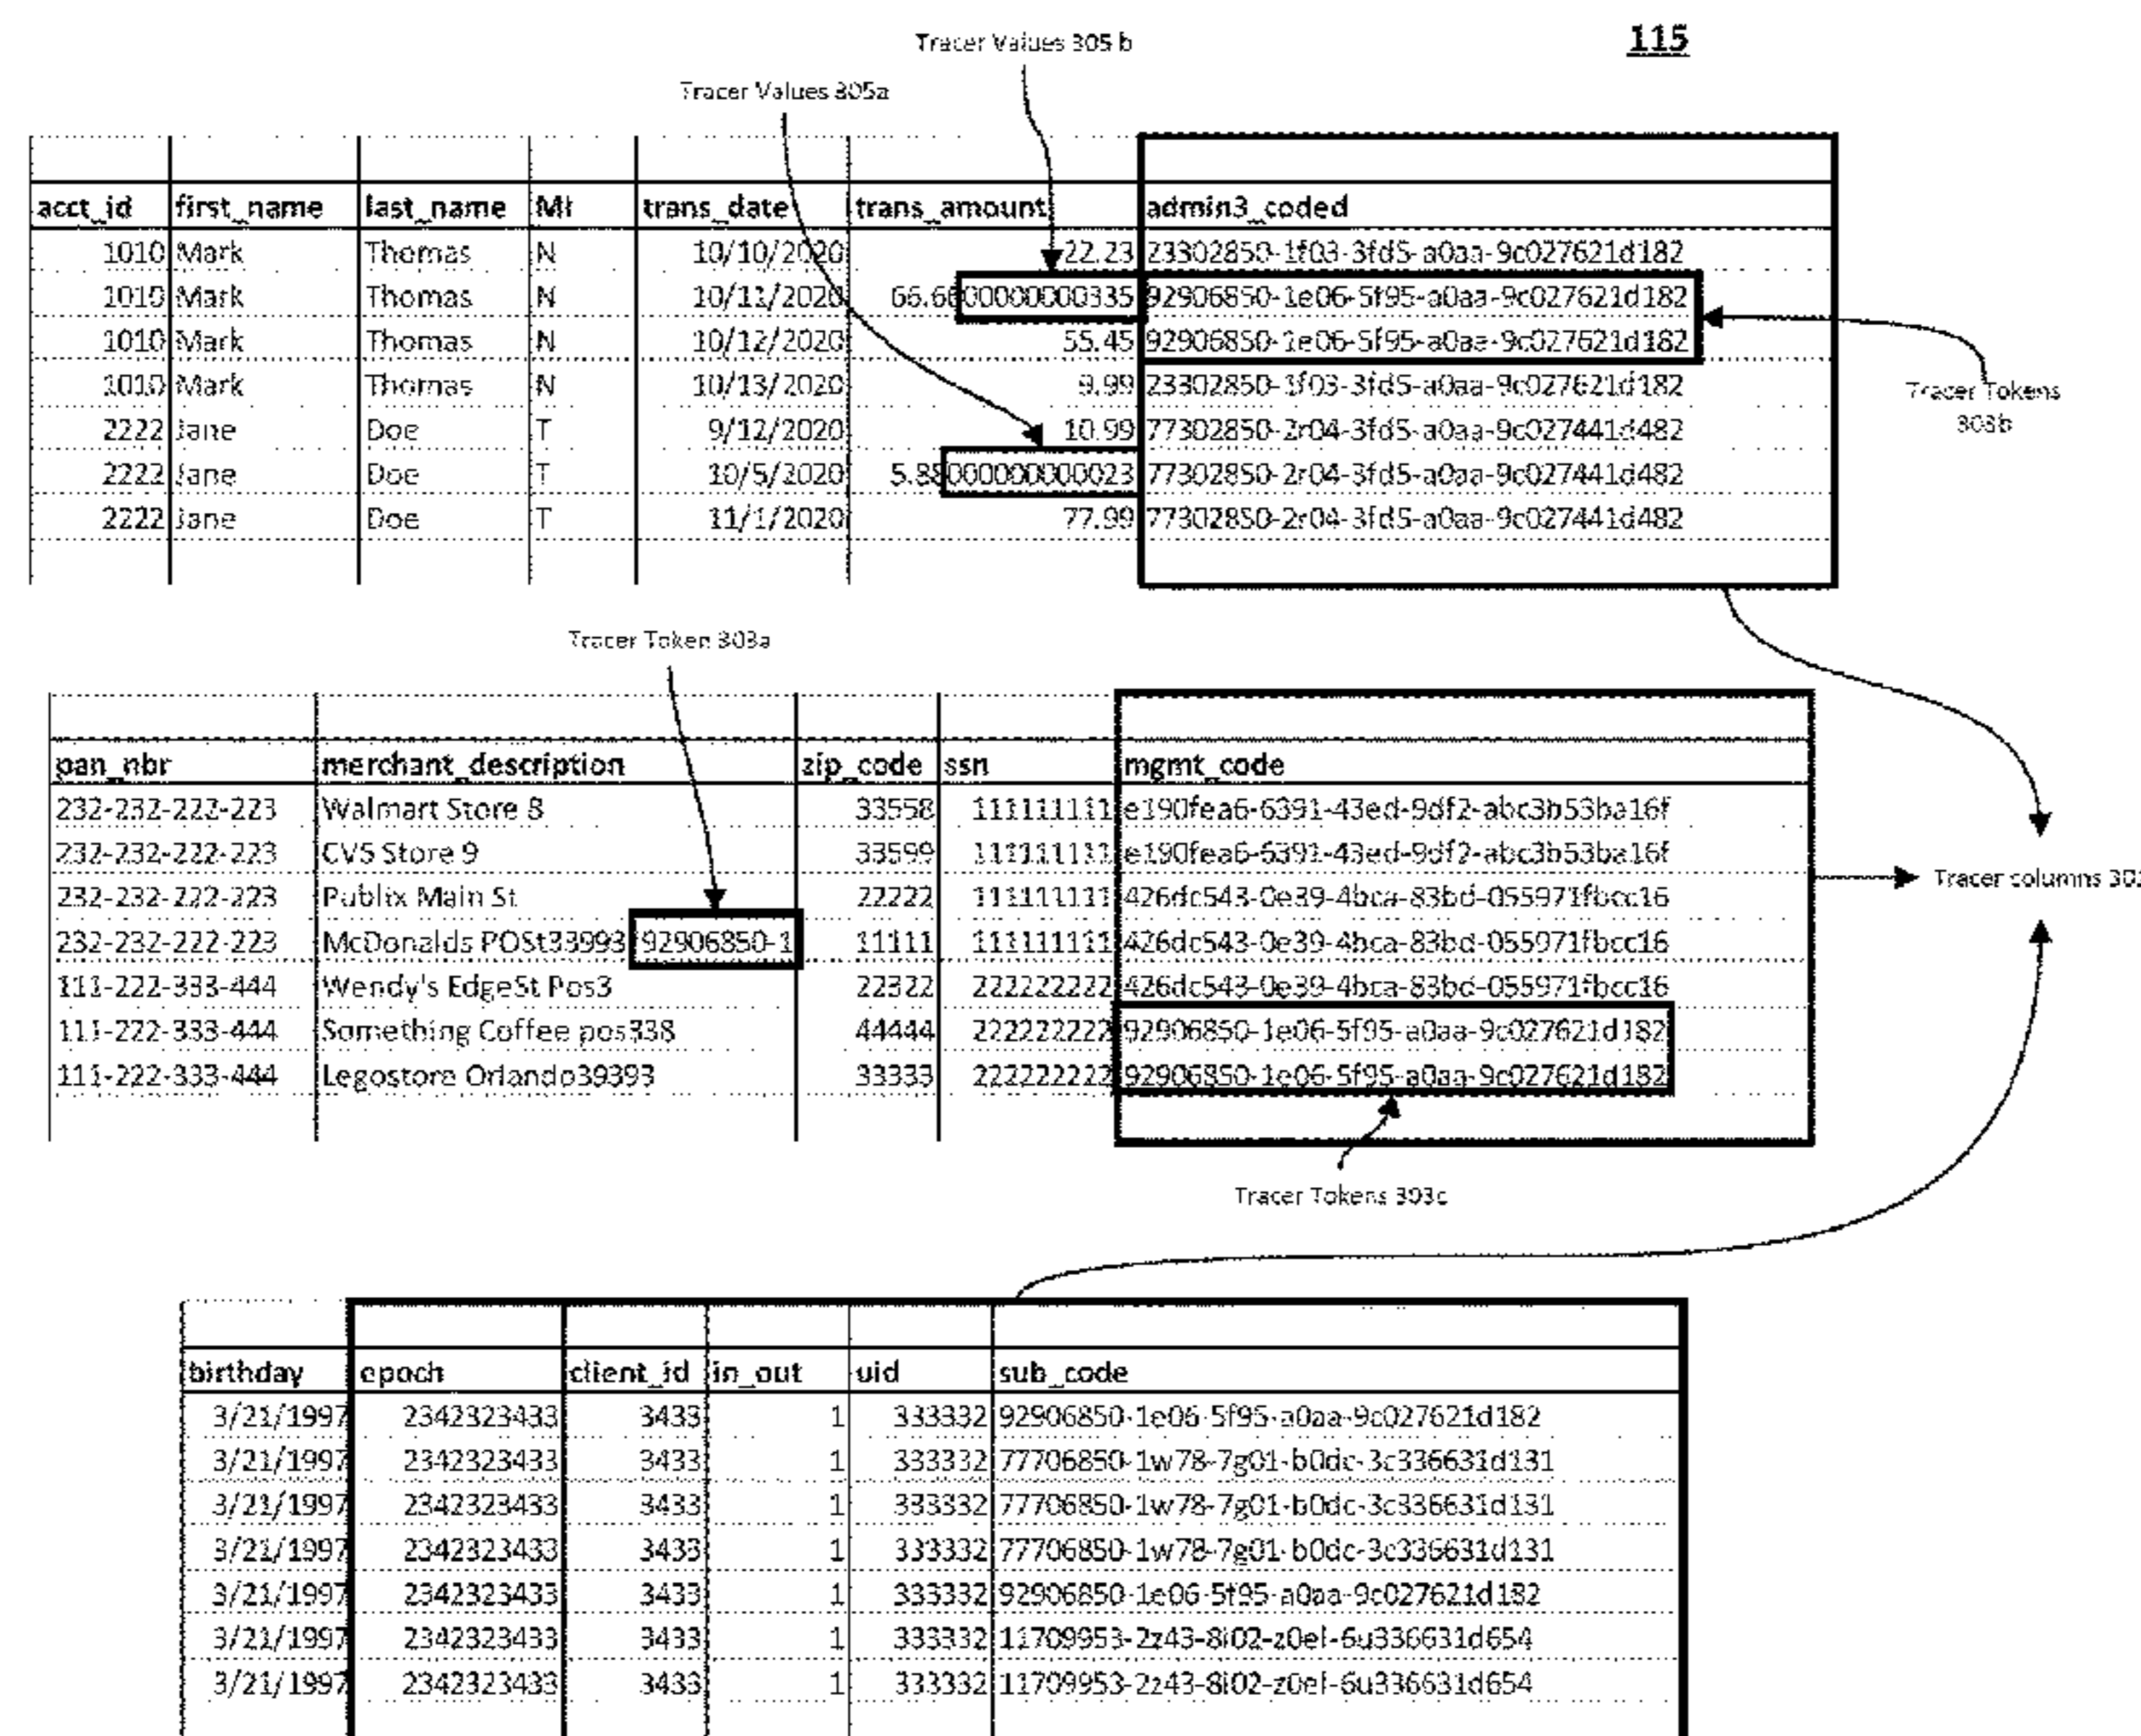 115
Tracer Values 305 b
Tracer Values 305a
acct_id first_name last_name MI trans_date trans_amount admin3_coded
1010 Mark Thomas N 10/10/2020 22.23 23302850-1f03-3fd5-a0aa-9c027621d182
1010 Mark Thomas N 10/11/2020 66.6600000000335 92906850-1e06-5f95-a0aa-9c027621d182
1010 Mark Thomas N 10/12/2020 55.45 92906850-1e06-5f95-a0aa-9c027621d182
1010 Mark Thomas N 10/13/2020 9.99 23302850-1f03-3fd5-a0aa-9c027621d182
2222 Jane Doe T 9/12/2020 10.99 77302850-2r04-3fd5-a0aa-9c027441d482
2222 Jane Doe T 10/5/2020 5.8800000000023 77302850-2r04-3fd5-a0aa-9c027441d482
2222 Jane Doe T 11/1/2020 77.99 77302850-2r04-3fd5-a0aa-9c027441d482
Tracer Tokens
303b
Tracer Token 303a
pan_nbr merchant_description zip_code ssn mgmt_code
232-232-222-223 Walmart Store 8 33558 111111111 e190fea6-6391-43ed-9df2-abc3b53ba16f
232-232-222-223 CVS Store 9 33599 111111111 e190fea6-6391-43ed-9df2-abc3b53ba16f
232-232-222-223 Publix Main St 22222 111111111 426dc543-0e39-4bca-83bd-055971fbcc16
232-232-222-223 McDonalds POSt33993 92906850-1 11111 111111111 426dc543-0e39-4bca-83bd-055971fbcc16
111-222-333-444 Wendy's EdgeSt Pos3 22322 222222222 426dc543-0e39-4bca-83bd-055971fbcc16
111-222-333-444 Something Coffee pos338 44444 222222222 92906850-1e06-5f95-a0aa-9c027621d182
111-222-333-444 Legostore Orlando39393 33333 222222222 92906850-1e06-5f95-a0aa-9c027621d182
Tracer columns
Tracer Tokens 303c
birthday epoch client_id in_out uid sub_code
3/21/1997 2342323433 3433 1 333332 92906850-1e06-5f95-a0aa-9c027621d182
3/21/1997 2342323433 3433 1 333332 77706850-1w78-7g01-b0dc-3c336631d131
3/21/1997 2342323433 3433 1 333332 77706850-1w78-7g01-b0dc-3c336631d131
3/21/1997 2342323433 3433 1 333332 77706850-1w78-7g01-b0dc-3c336631d131
3/21/1997 2342323433 3433 1 333332 92906850-1e06-5f95-a0aa-9c027621d182
3/21/1997 2342323433 3433 1 333332 11709953-2z43-8i02-z0el-6u336631d654
3/21/1997 2342323433 3433 1 333332 11709953-2z43-8i02-z0el-6u336631d654